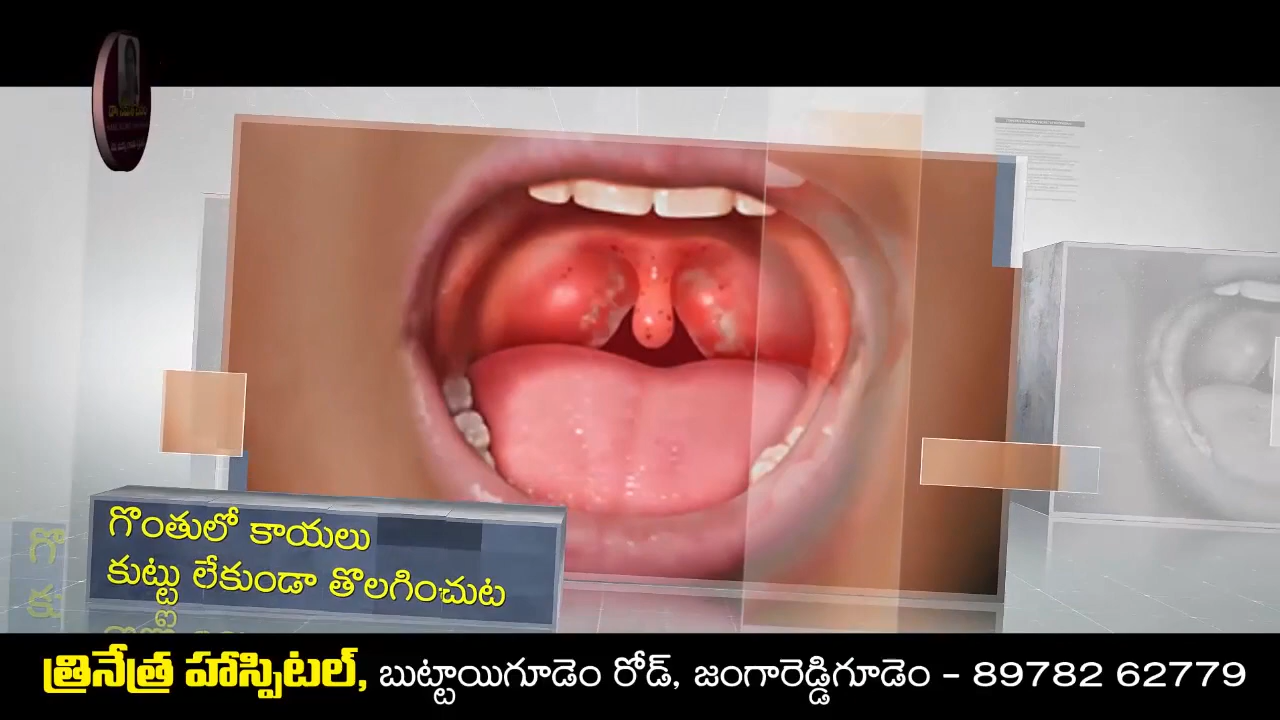 గొంతులో కాయలు
కుట్టు లేకుండా తొలగించుట
త్రినేత్ర హాస్పిటల్, బుట్టాయిగూడెం రోడ్, జంగారెడ్డిగూడెం - 89782 62779